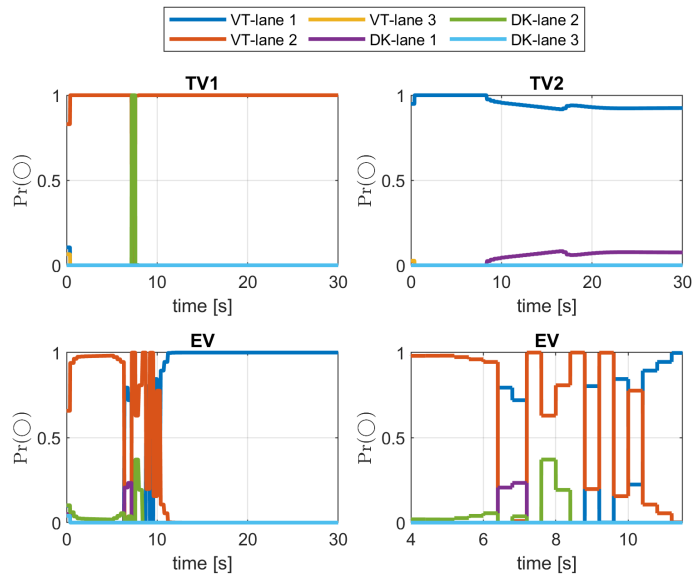 VT-lane 1 VT-lane 3 DK-lane 2
VT-lane 2 DK-lane 1 DK-lane 3
TV1
1
0.5
0
Pr(○)
0 10 20 30
time [s]
TV2
1
0.5
0
Pr(○)
0 10 20 30
time [s]
EV
1
0.5
0
Pr(○)
0 10 20 30
time [s]
EV
1
0.5
0
Pr(○)
4 6 8 10
time [s]